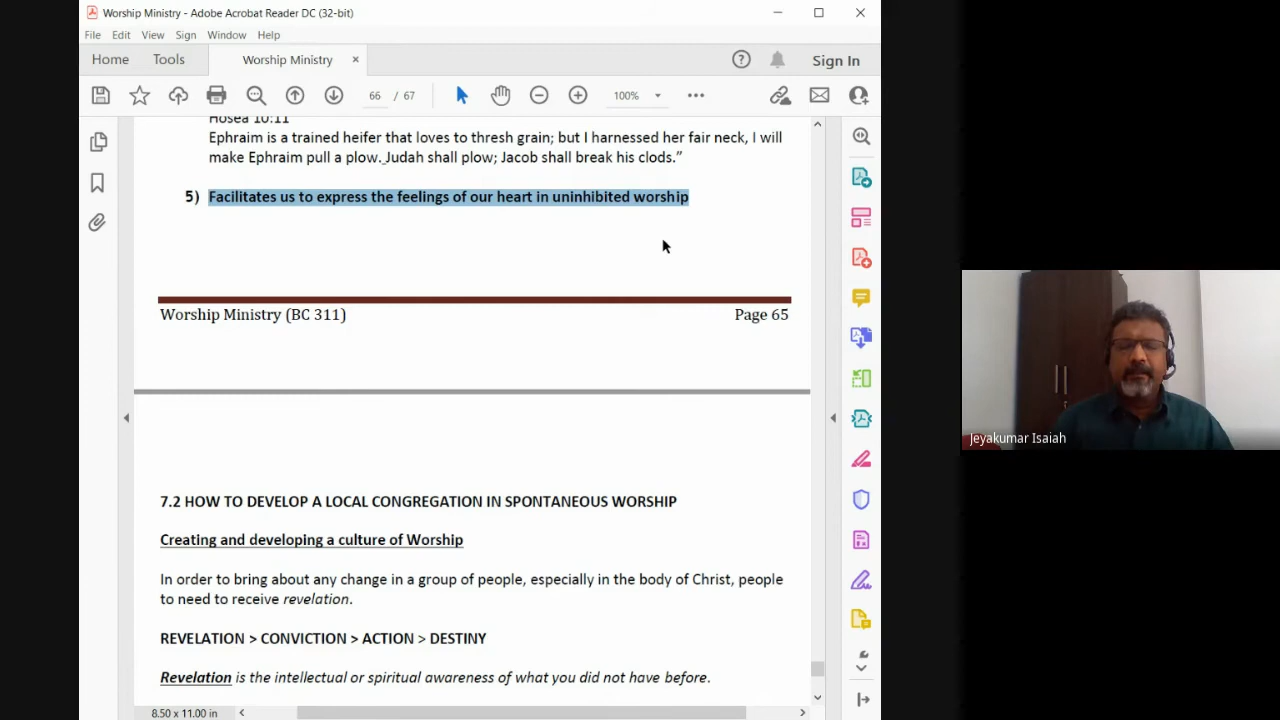 Worship Ministry - Adobe Acrobat Reader DC (32-bit)
File Edit View Sign Window Help
Home Tools Worship Ministry × Sign In
66 / 67 100%
Hosea 10:11
Ephraim is a trained heifer that loves to thresh grain; but I harnessed her fair neck, I will
make Ephraim pull a plow. Judah shall plow; Jacob shall break his clods.”
5) Facilitates us to express the feelings of our heart in uninhibited worship
Worship Ministry (BC 311) Page 65
Jeyakumar Isaiah
7.2 HOW TO DEVELOP A LOCAL CONGREGATION IN SPONTANEOUS WORSHIP
Creating and developing a culture of Worship
In order to bring about any change in a group of people, especially in the body of Christ, people
to need to receive revelation.
REVELATION > CONVICTION > ACTION > DESTINY
Revelation is the intellectual or spiritual awareness of what you did not have before.
8.50 x 11.00 in